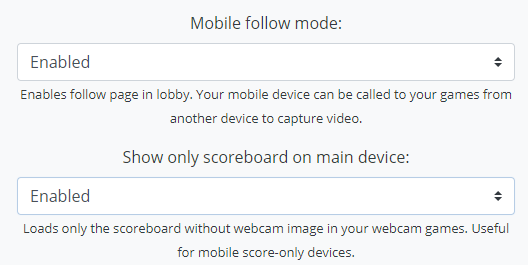 Mobile follow mode:
Enabled
Enables follow page in lobby. Your mobile device can be called to your games from
another device to capture video.
Show only scoreboard on main device:
Enabled
Loads only the scoreboard without webcam image in your webcam games. Useful
for mobile score-only devices.